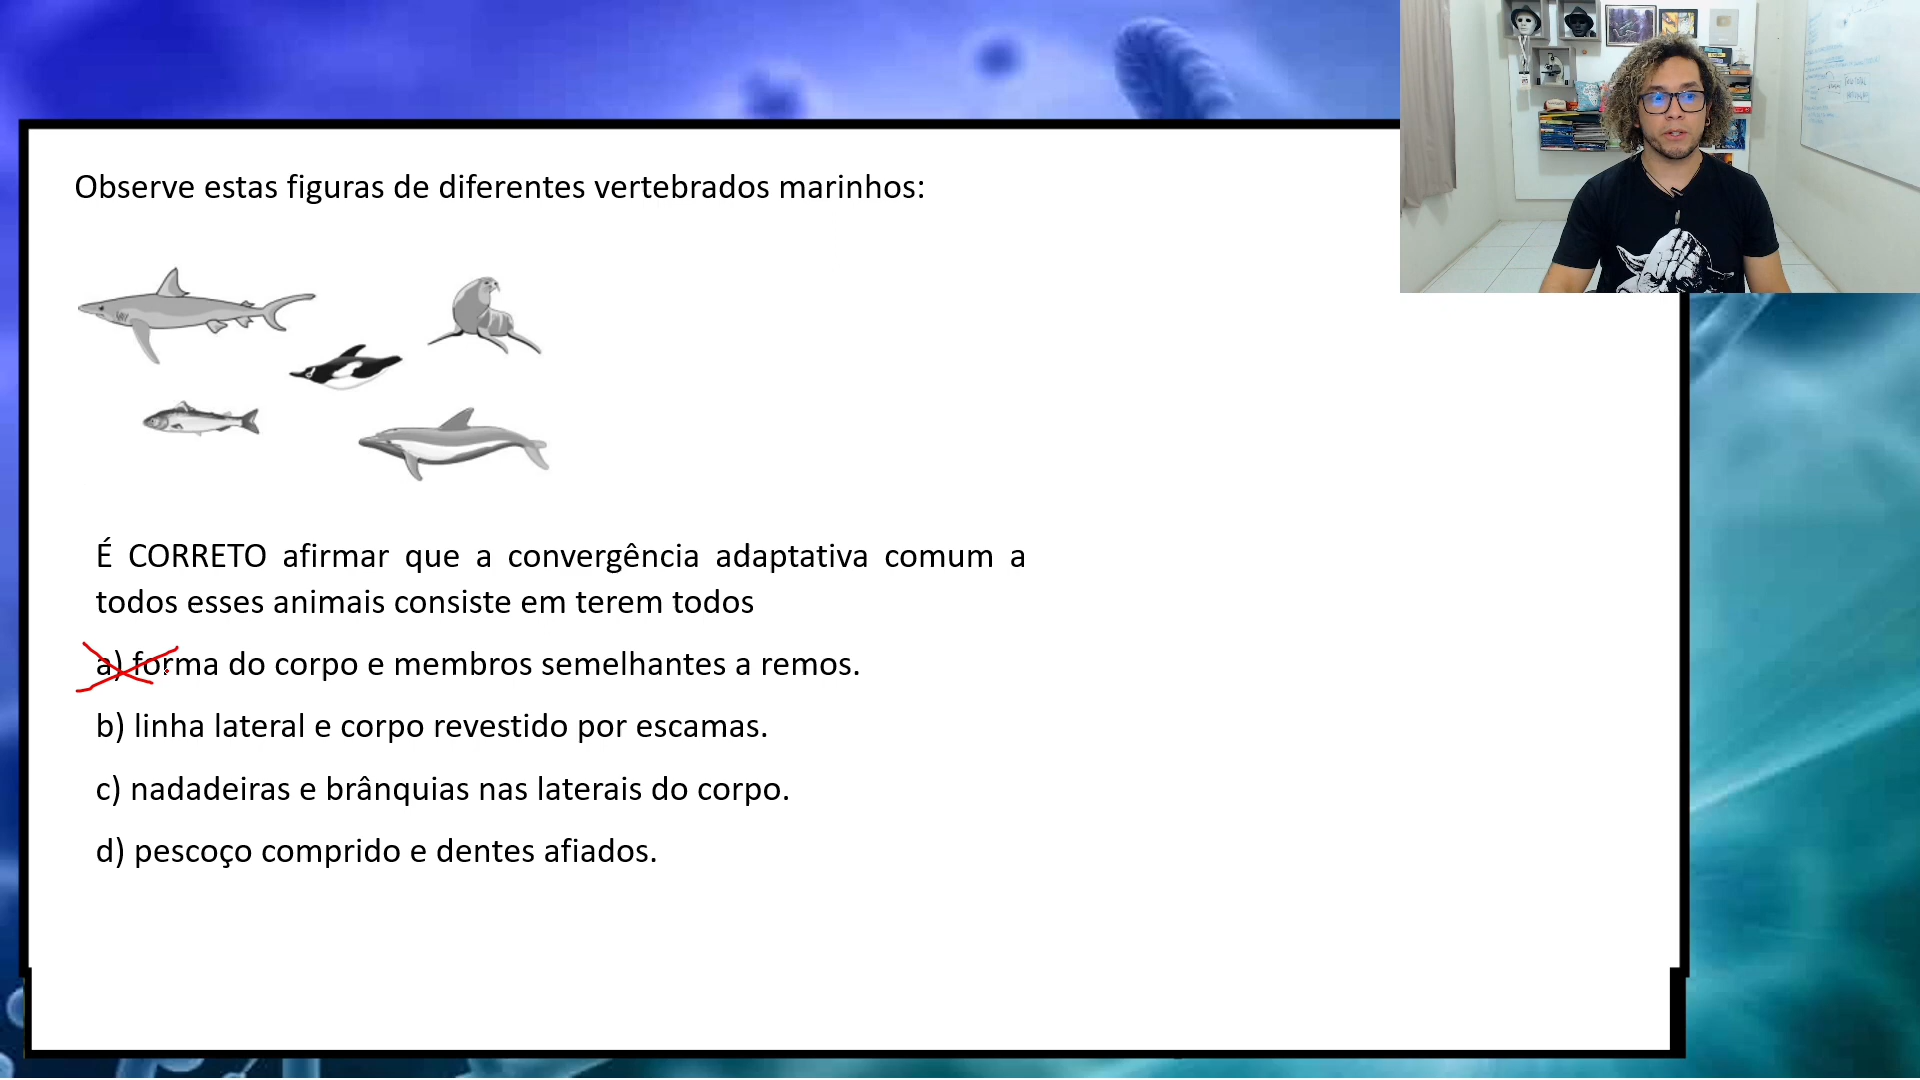 Observe estas figuras de diferentes vertebrados marinhos:
É CORRETO afirmar que a convergência adaptativa comum a
todos esses animais consiste em terem todos
a) forma do corpo e membros semelhantes a remos.
b) linha lateral e corpo revestido por escamas.
c) nadadeiras e brânquias nas laterais do corpo.
d) pescoço comprido e dentes afiados.